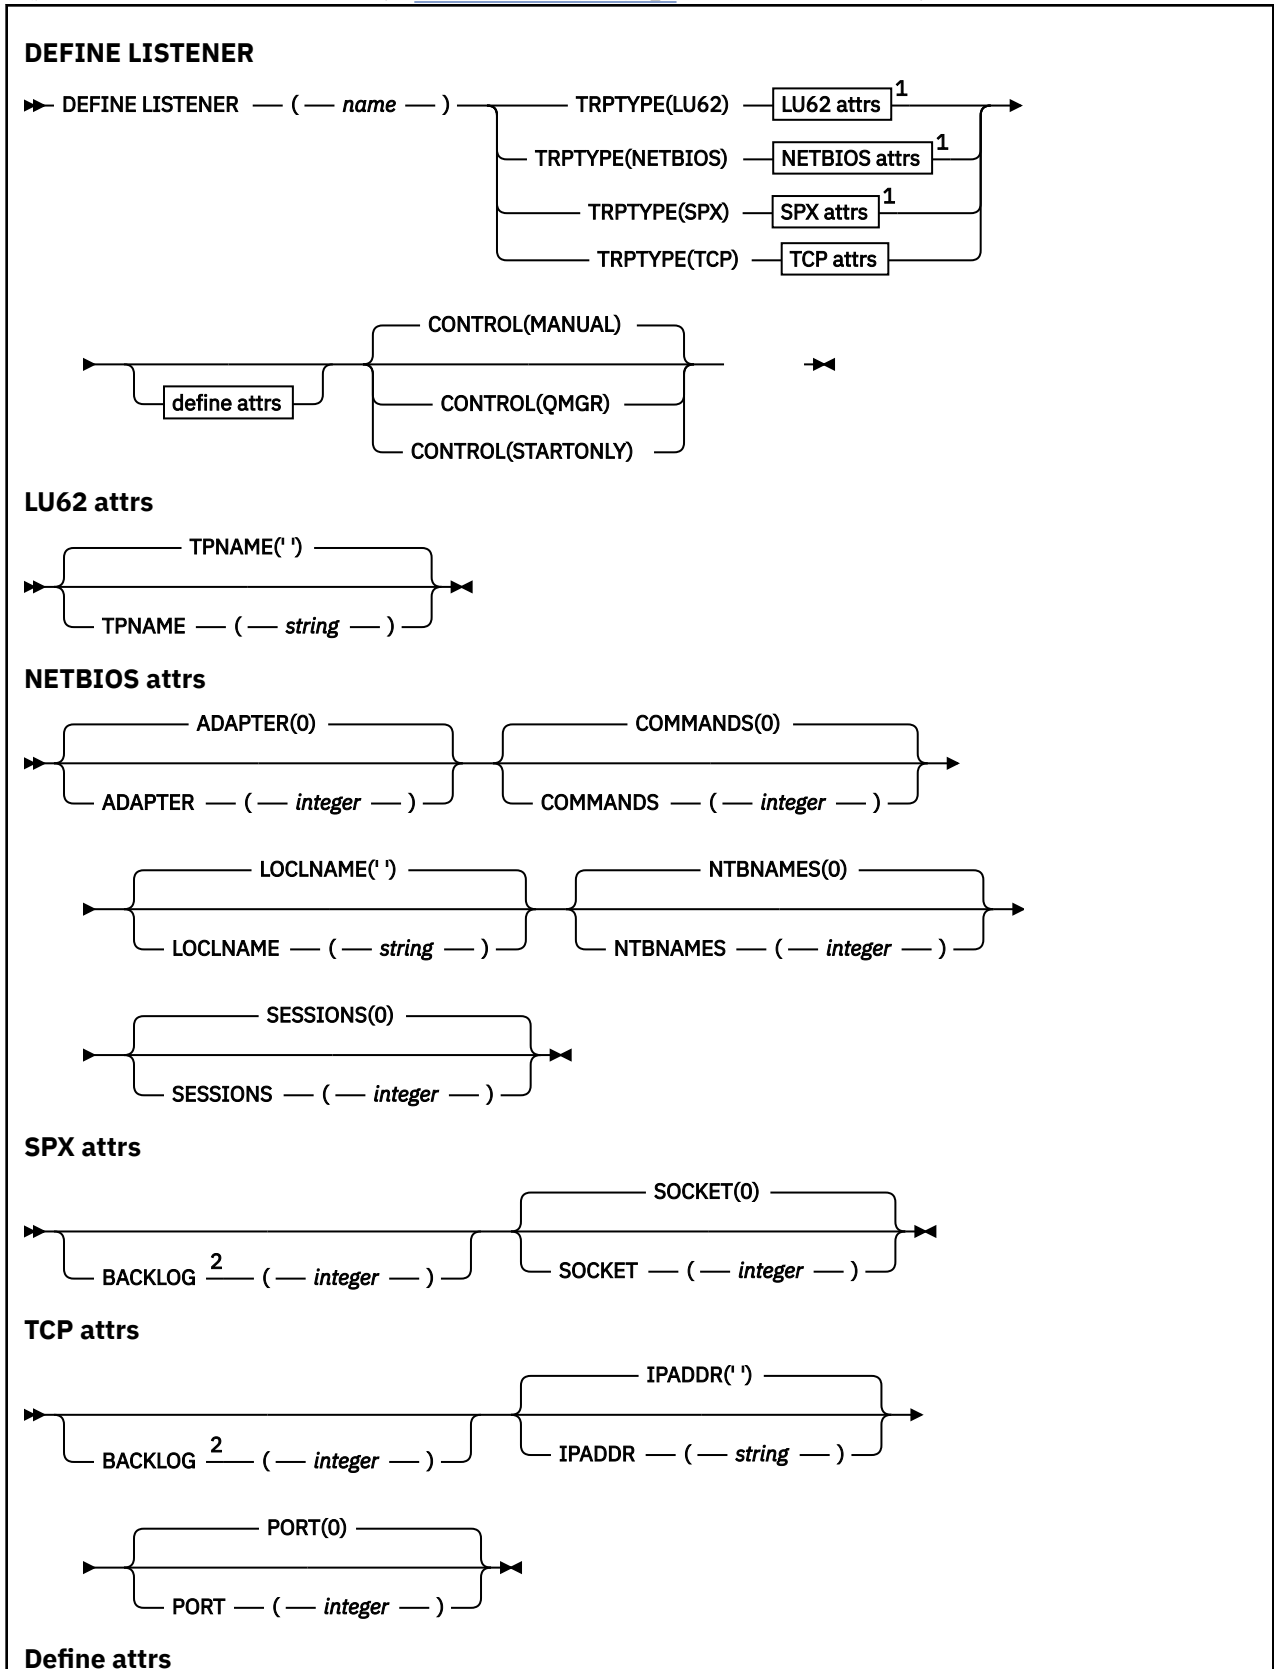 DEFINE LISTENER
DEFINE LISTENER ( name ) TRPTYPE(LU62) LU62 attrs 1
TRPTYPE(NETBIOS) NETBIOS attrs 1
TRPTYPE(SPX) SPX attrs 1
TRPTYPE(TCP) TCP attrs
CONTROL(MANUAL)
define attrs CONTROL(QMGR)
CONTROL(STARTONLY)
LU62 attrs
TPNAME(' ')
TPNAME ( string )
NETBIOS attrs
ADAPTER(0) COMMANDS(0)
ADAPTER ( integer ) COMMANDS ( integer )
LOCLNAME(' ') NTBNAMES(0)
LOCLNAME ( string ) NTBNAMES ( integer )
SESSIONS(0)
SESSIONS ( integer )
SPX attrs
SOCKET(0)
BACKLOG 2 ( integer ) SOCKET ( integer )
TCP attrs
IPADDR(' ')
BACKLOG 2 ( integer ) IPADDR ( string )
PORT(0)
PORT ( integer )
Define attrs